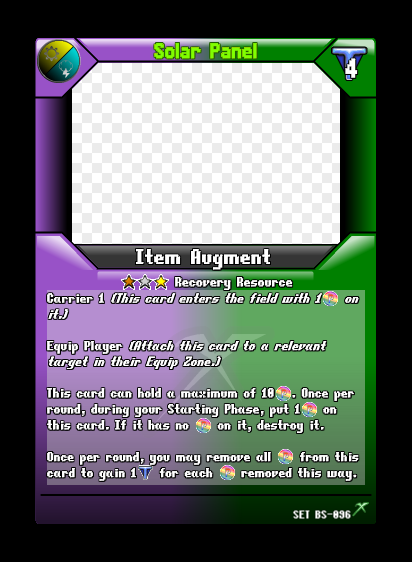 Solar Panel
4
Item Augment
Recovery Resource
Carrier 1 (This card enters the field with 1 on
it.)
Equip Player (Attach this card to a relevant
target in their Equip Zone.)
This card can hold a maximum of 10. Once per
round, during your Starting Phase, put 1 on
this card. If it has no on it, destroy it.
Once per round, you may remove all from this
card to gain 1 for each removed this way.
SET BS-096